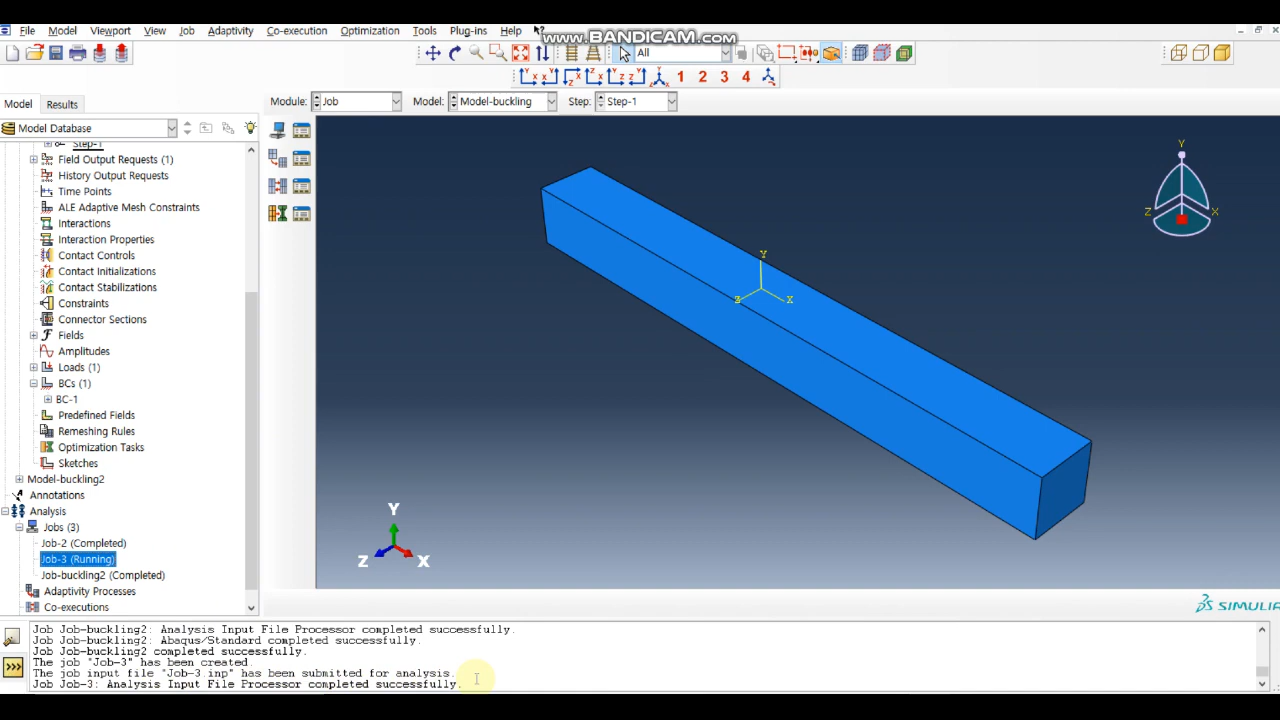 File Model Viewport View Job Adaptivity Co-execution Optimization Tools Plug-ins Help
www.BANDICAM.com
All
1 2 3 4
Model Results
Module: Job Model: Model-buckling Step: Step-1
Model Database
Step-1
Field Output Requests (1)
History Output Requests
Time Points
ALE Adaptive Mesh Constraints
Interactions
Interaction Properties
Contact Controls
Contact Initializations
Contact Stabilizations
Constraints
Connector Sections
Fields
Amplitudes
Loads (1)
BCs (1)
BC-1
Predefined Fields
Remeshing Rules
Optimization Tasks
Sketches
Model-buckling2
Annotations
Analysis
Jobs (3)
Job-2 (Completed)
Job-3 (Running)
Job-buckling2 (Completed)
Adaptivity Processes
Co-executions
Y
Z X
Y
Z X
Y
Z X
SIMULIA
Job Job-buckling2: Analysis Input File Processor completed successfully.
Job Job-buckling2: Abaqus/Standard completed successfully.
Job Job-buckling2 completed successfully.
The job "Job-3" has been created.
The job input file "Job-3.inp" has been submitted for analysis.
Job Job-3: Analysis Input File Processor completed successfully.